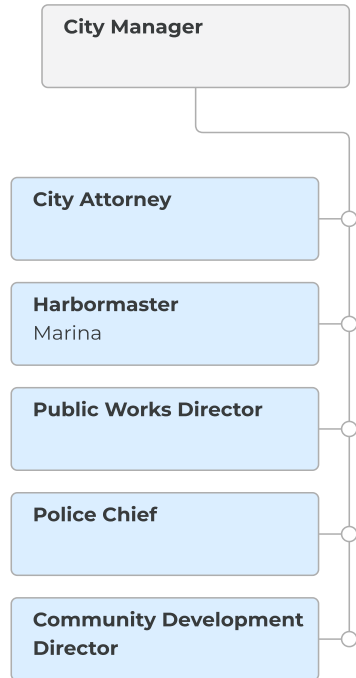 City Manager
City Attorney
Harbormaster
Marina
Public Works Director
Police Chief
Community Development
Director